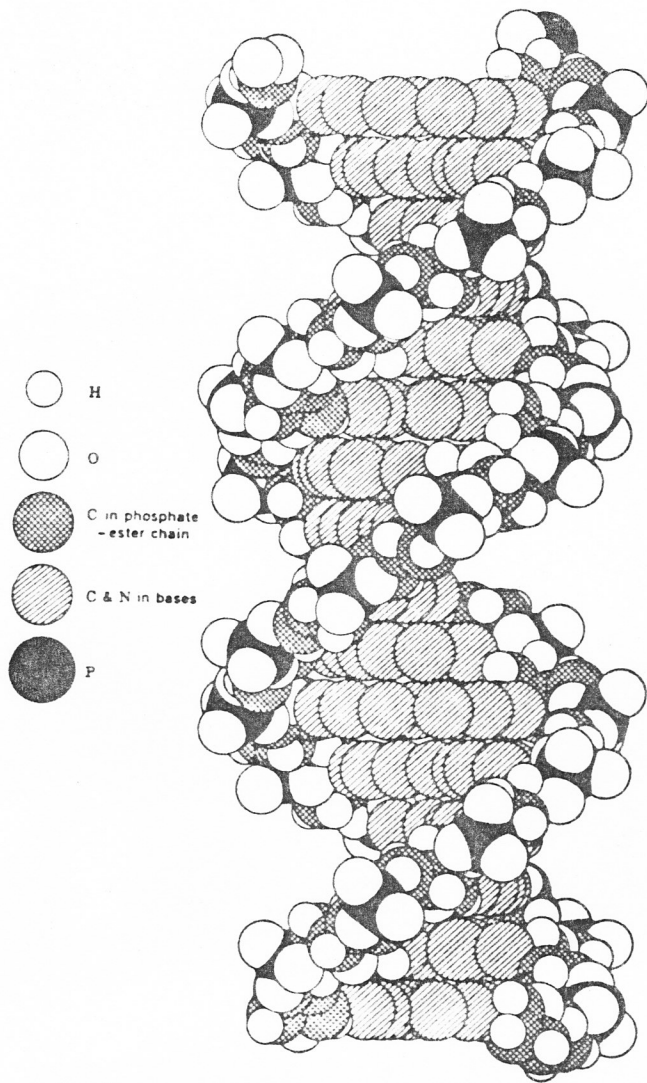 H
O
C in phosphate
- ester chain
C & N in bases
P